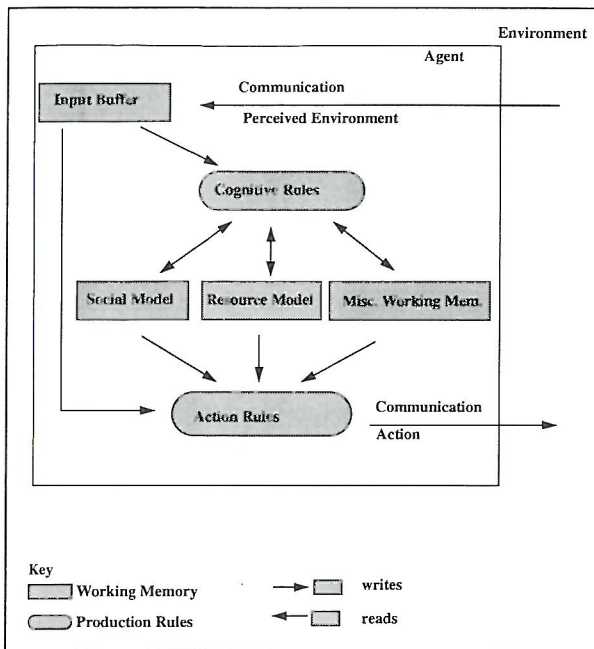 Environment
Agent
Communication
Input Buffer
Perceived Environment
Cognitive Rules
Social Model
Resource Model
Misc. Working Mem.
Action Rules
Communication
Action
Key
Working Memory
writes
Production Rules
reads